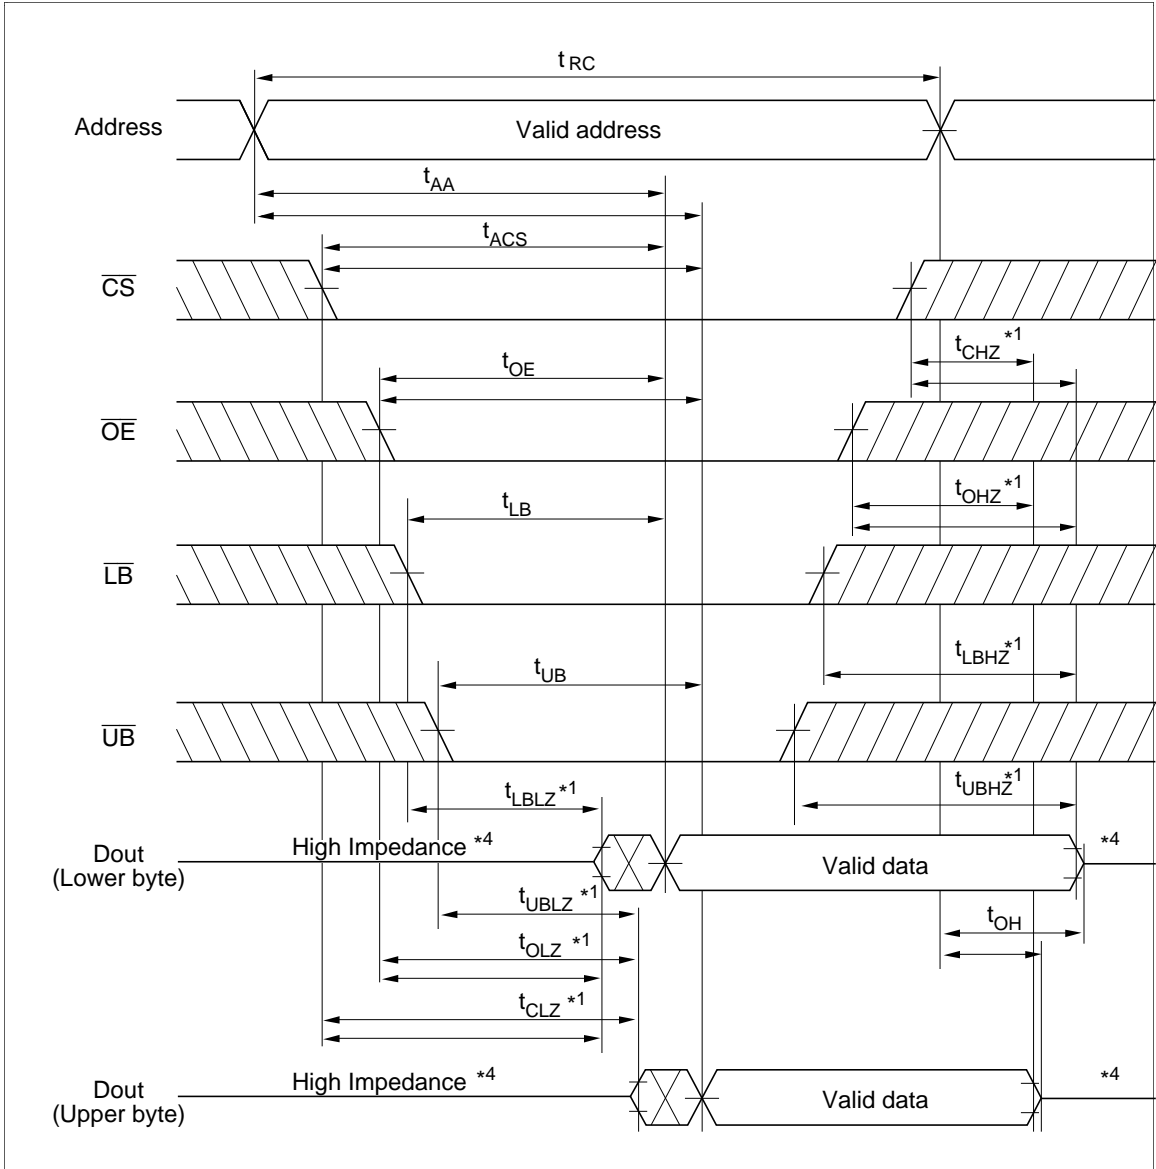 t RC
Address
Valid address
tAA
tACS
CS
tCHZ *1
tOE
OE
tOHZ *1
tLB
LB
tLBHZ *1
tUB
UB
tUBHZ *1
tLBLZ *1
High Impedance *4
*4
Dout
(Lower byte)
Valid data
tUBLZ *1
tOH
tOLZ *1
tCLZ *1
High Impedance *4
*4
Dout
(Upper byte)
Valid data